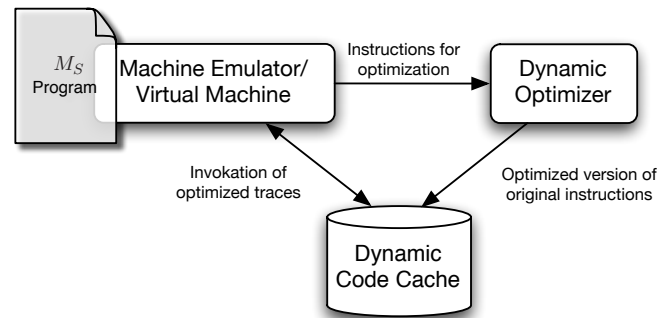 M_S
Program
Machine Emulator/
Virtual Machine
Instructions for
optimization
Dynamic
Optimizer
Invokation of
optimized traces
Optimized version of
original instructions
Dynamic
Code Cache